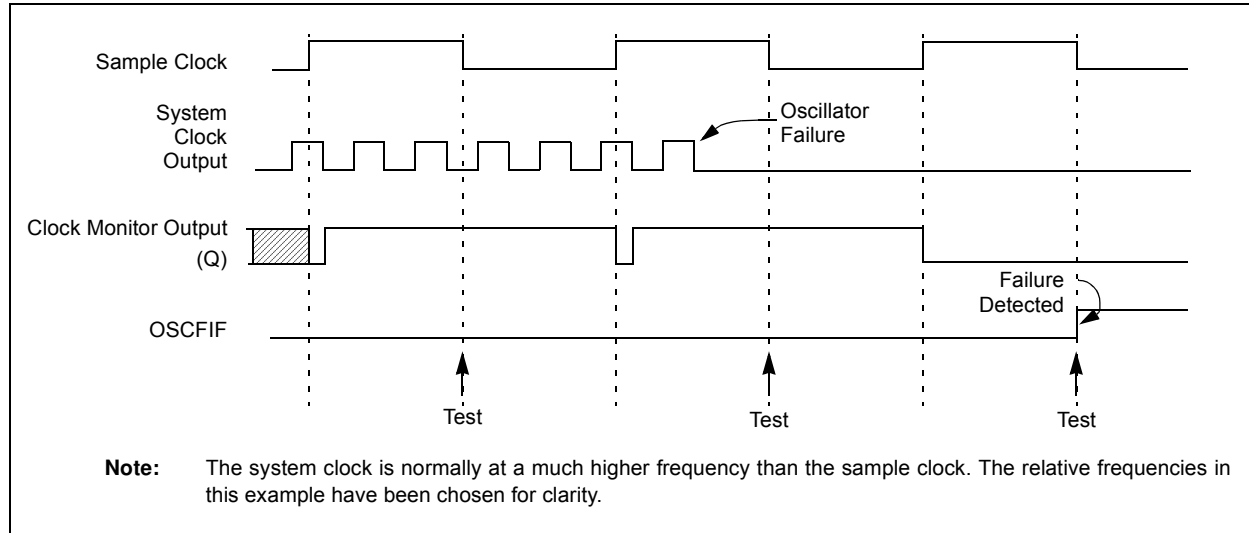 Sample Clock
System
Clock
Output
Oscillator
Failure
Clock Monitor Output
(Q)
Failure
Detected
OSCFIF
Test
Test
Test
Note: The system clock is normally at a much higher frequency than the sample clock. The relative frequencies in
this example have been chosen for clarity.